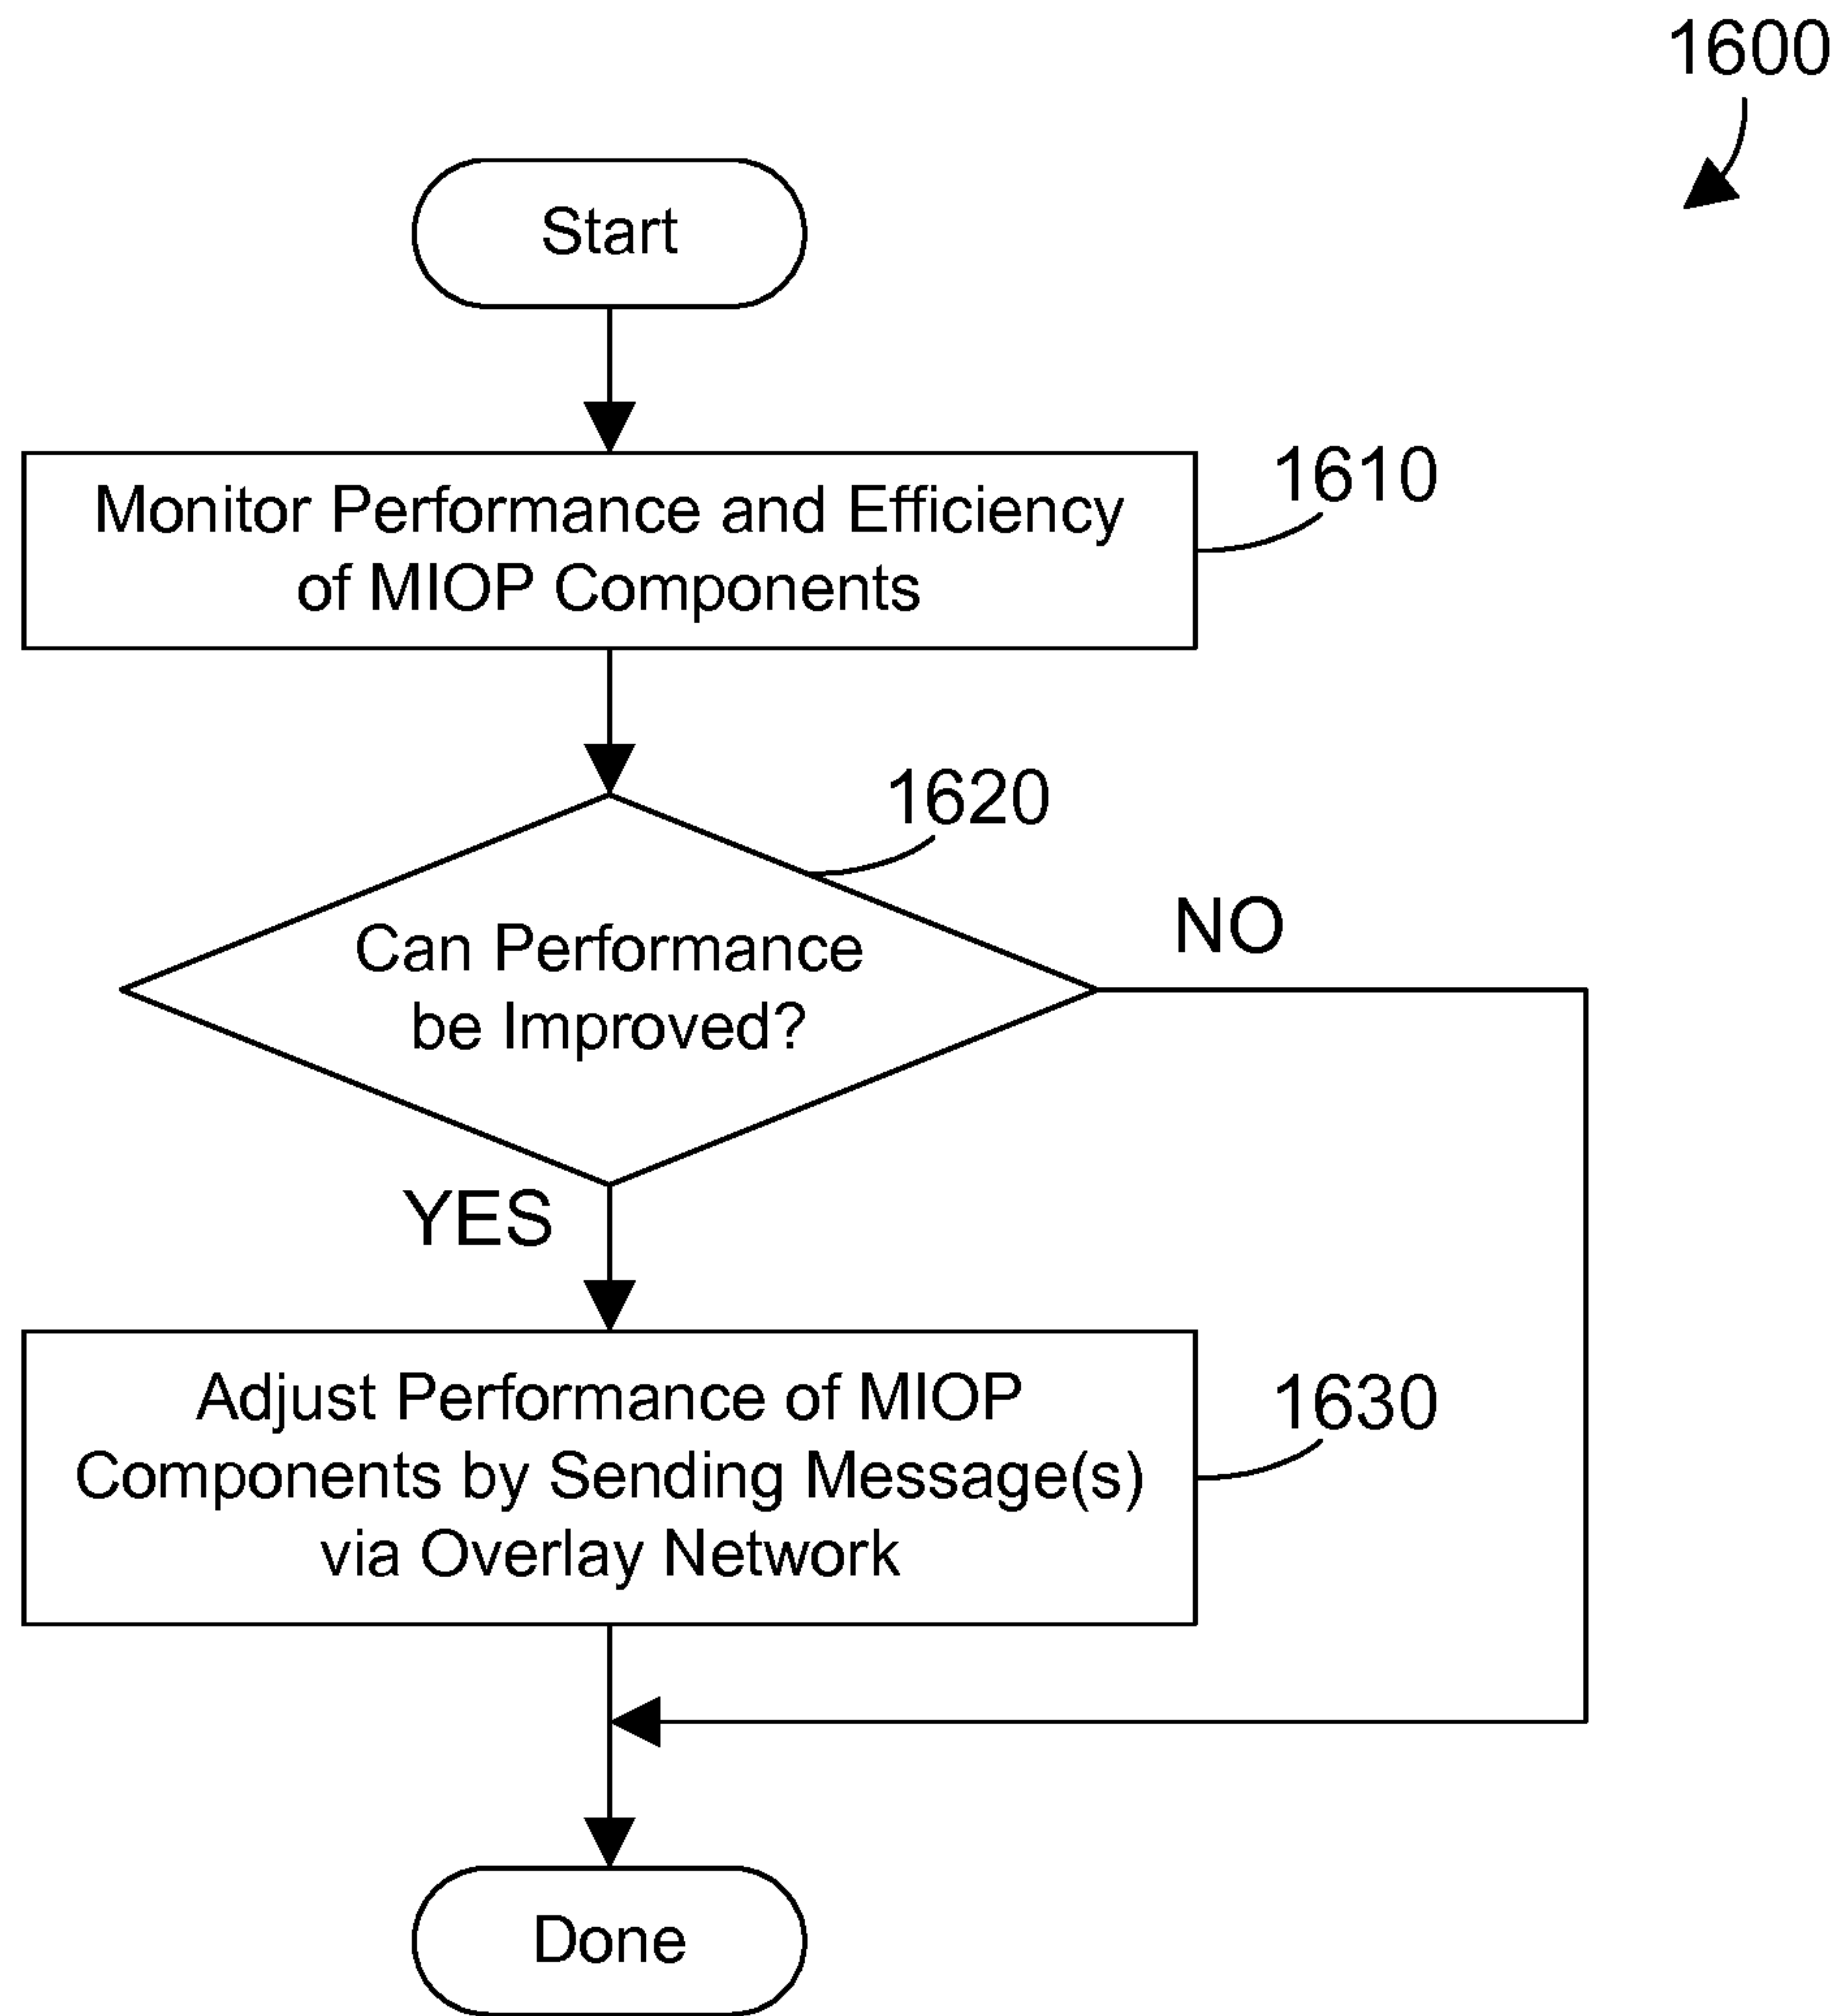 1600
Start
Monitor Performance and Efficiency
of MIOP Components
1610
1620
Can Performance
be Improved?
NO
YES
Adjust Performance of MIOP
Components by Sending Message(s)
via Overlay Network
1630
Done